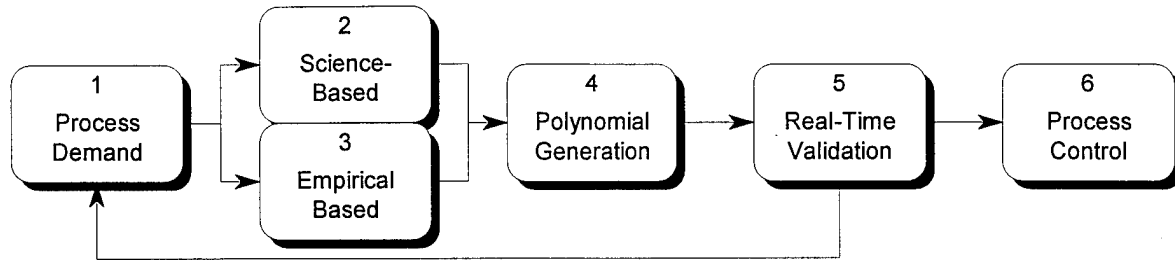 1
Process
Demand
2
Science-
Based
3
Empirical
Based
4
Polynomial
Generation
5
Real-Time
Validation
6
Process
Control